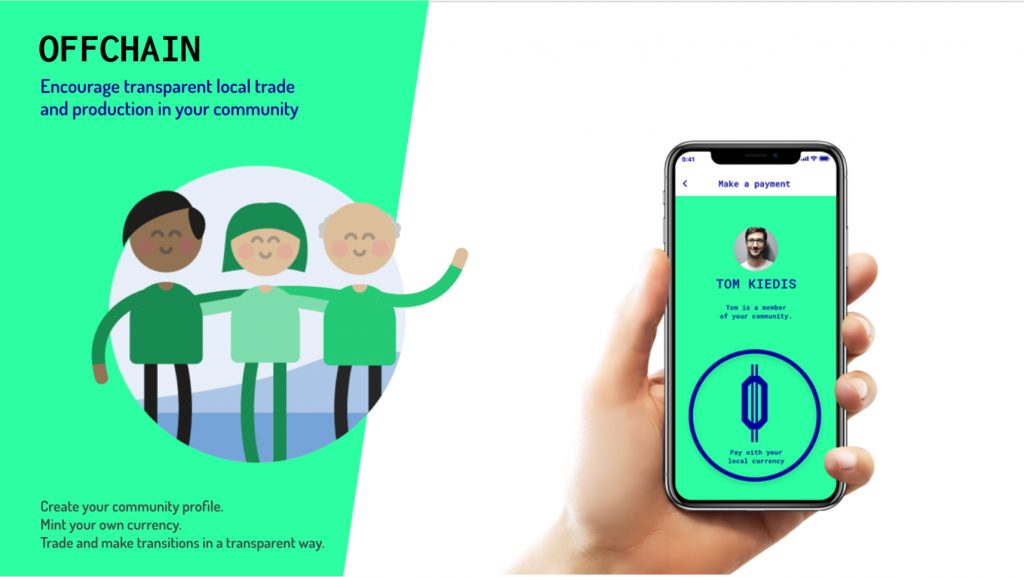 OFFCHAIN
Encourage transparent local trade
and production in your community
Create your community profile.
Mint your own currency.
Trade and make transitions in a transparent way.
9:41
Make a payment
TOM KIEDIS
Tom is a member
of your community.
Pay with your
local currency